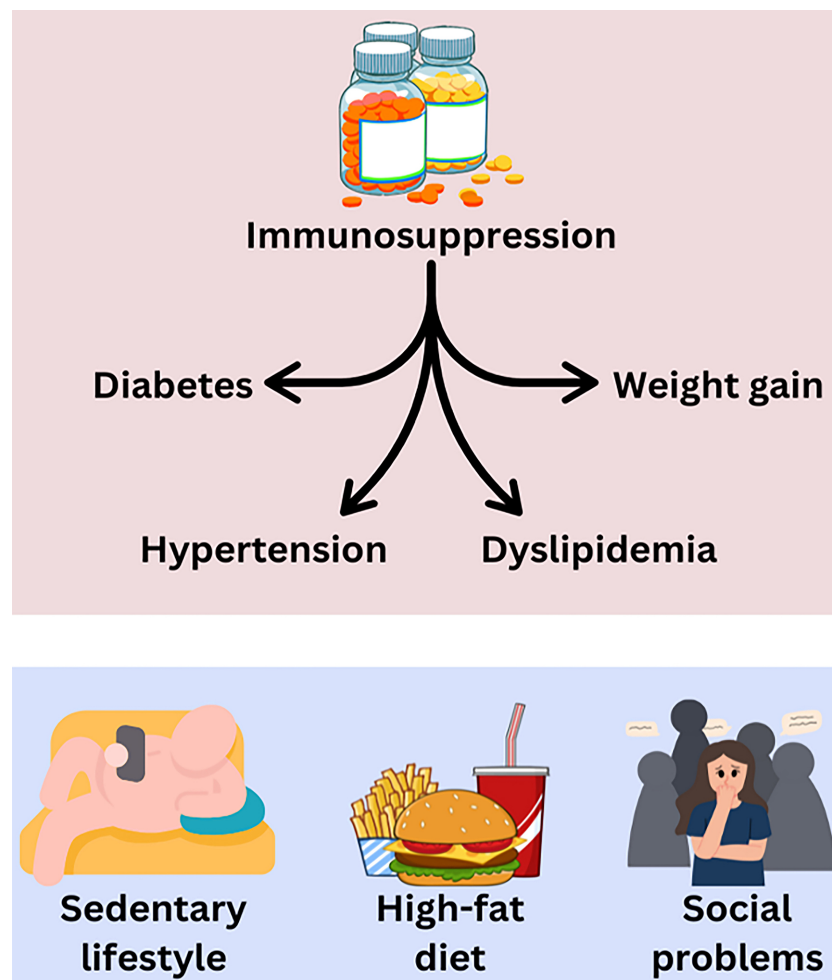 Immunosuppression
Diabetes
Weight gain
Hypertension
Dyslipidemia
Sedentary
lifestyle
High-fat
diet
Social
problems